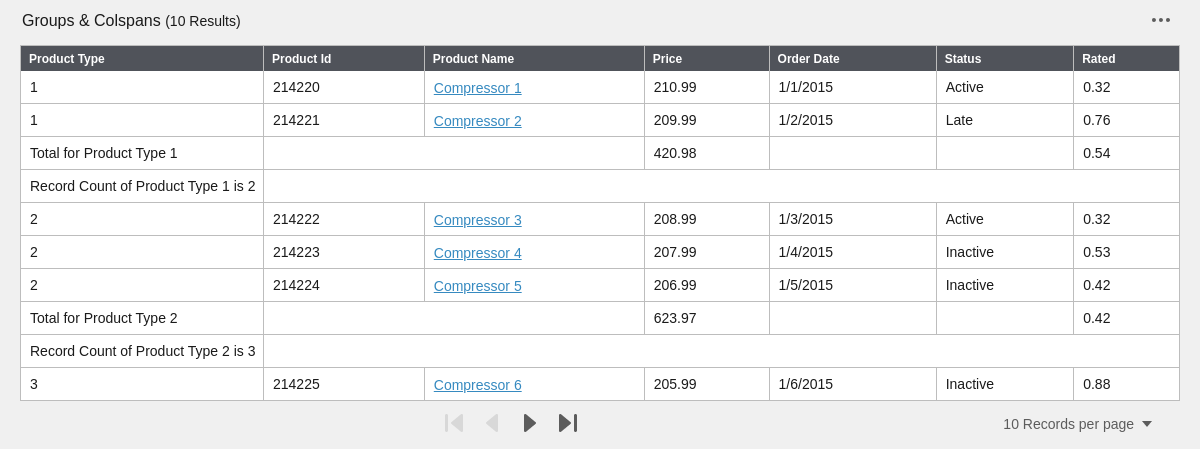 Groups & Colspans (10 Results)
Product Type Product Id Product Name Price Order Date Status Rated
1 214220 Compressor 1 210.99 1/1/2015 Active 0.32
1 214221 Compressor 2 209.99 1/2/2015 Late 0.76
Total for Product Type 1 420.98 0.54
Record Count of Product Type 1 is 2
2 214222 Compressor 3 208.99 1/3/2015 Active 0.32
2 214223 Compressor 4 207.99 1/4/2015 Inactive 0.53
2 214224 Compressor 5 206.99 1/5/2015 Inactive 0.42
Total for Product Type 2 623.97 0.42
Record Count of Product Type 2 is 3
3 214225 Compressor 6 205.99 1/6/2015 Inactive 0.88
10 Records per page